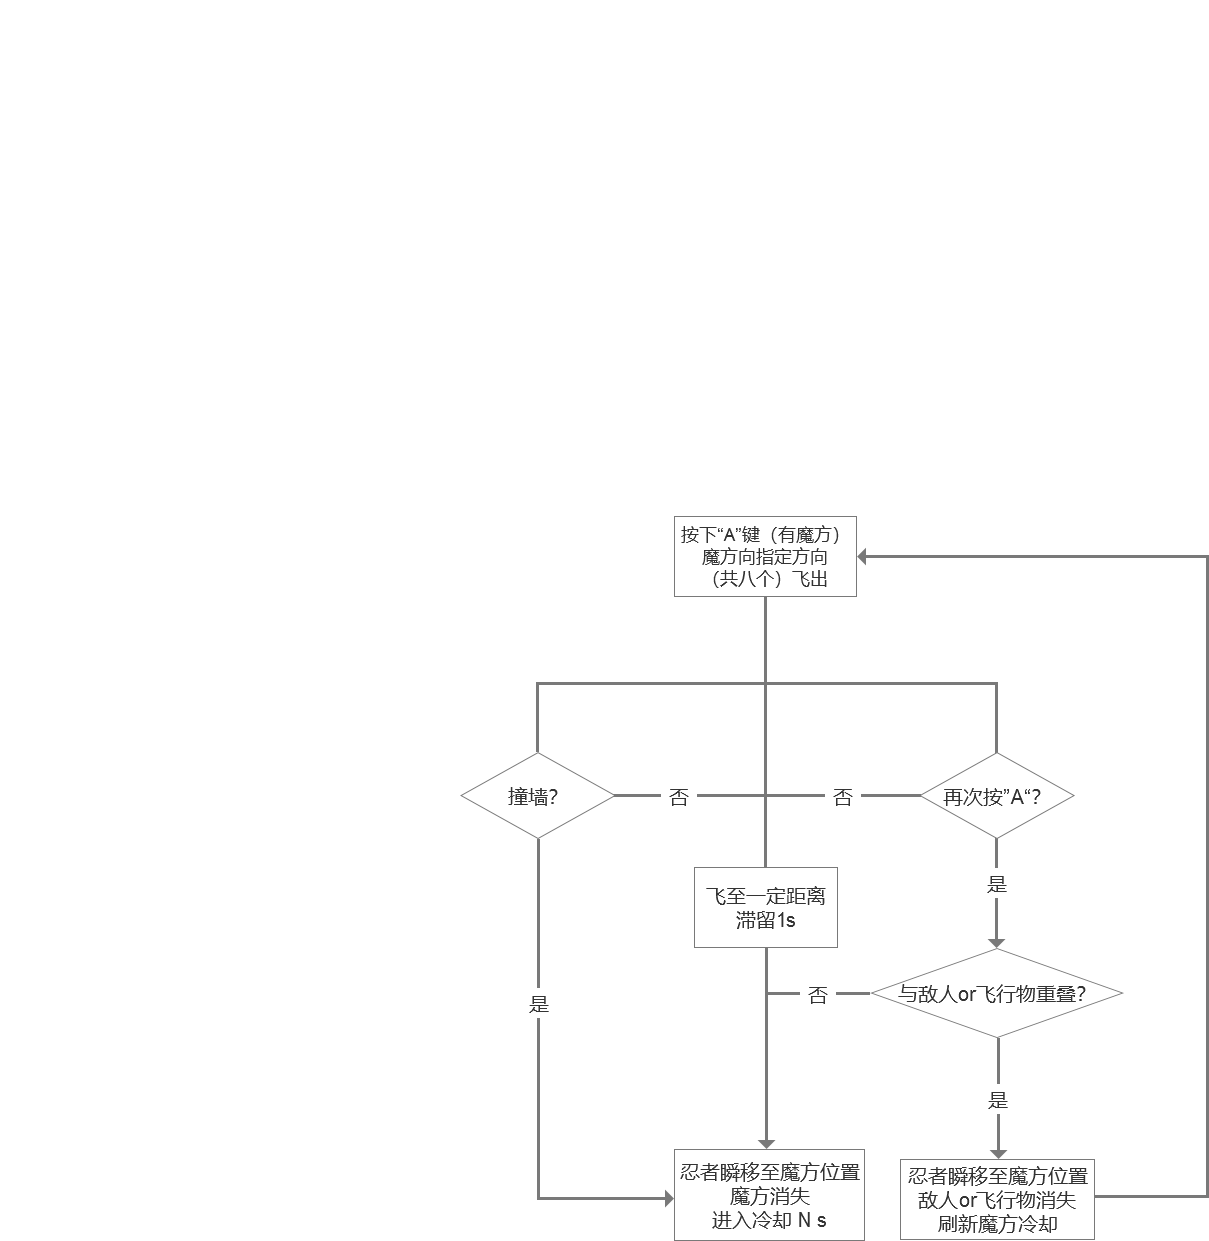 按下“A”键（有魔方）
魔方向指定方向
（共八个）飞出
撞墙?
否
否
再次按”A“?
是
飞至一定距离
滞留1s
否
与敌人or飞行物重叠?
是
是
忍者瞬移至魔方位置
魔方消失
进入冷却 N s
忍者瞬移至魔方位置
敌人or飞行物消失
刷新魔方冷却